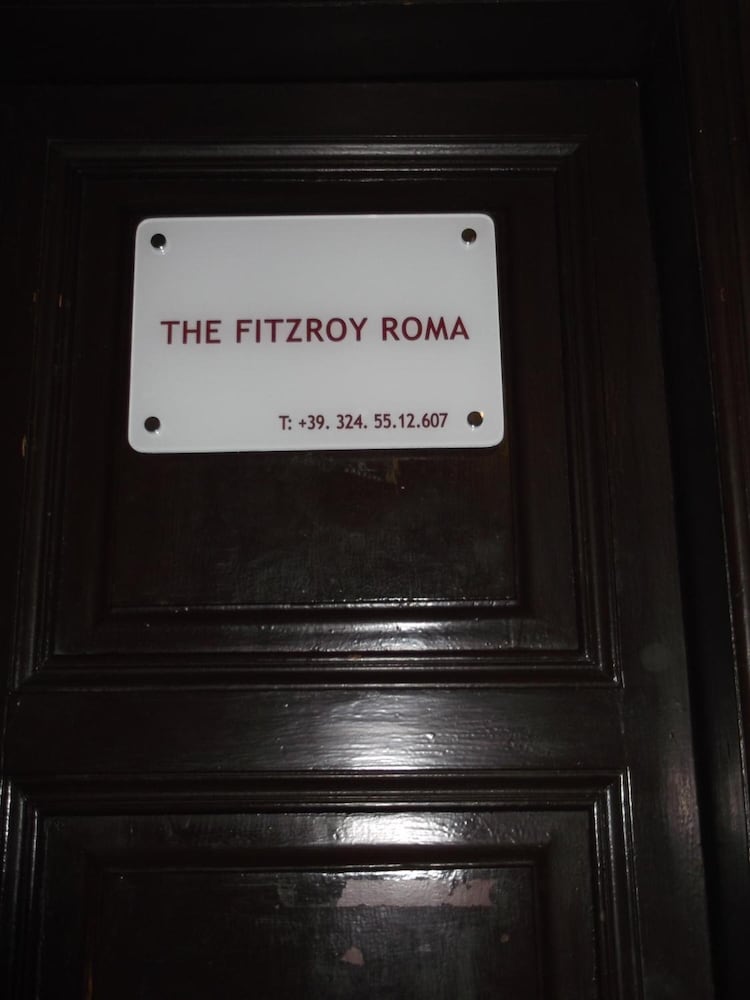 THE FITZROY ROMA
T: +39. 324. 55.12.607